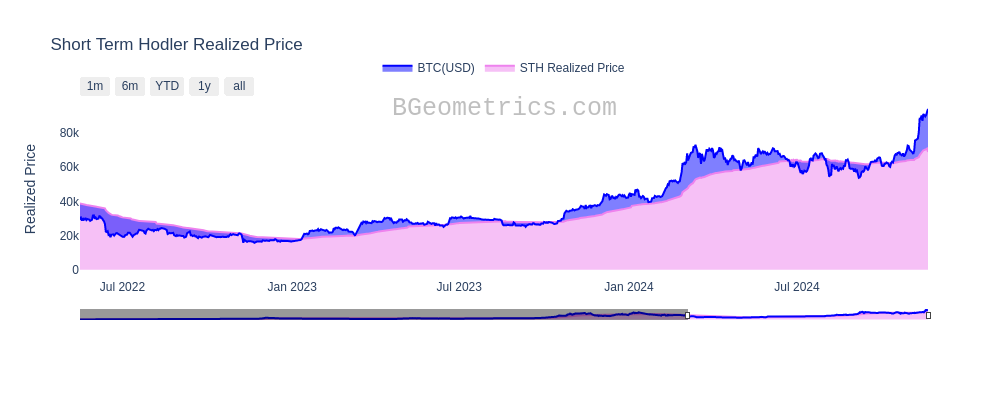 Short Term Hodler Realized Price
BTC(USD) STH Realized Price
1m 6m YTD 1y all
BGeometrics.com
Realized Price
80k
60k
40k
20k
0
Jul 2022 Jan 2023 Jul 2023 Jan 2024 Jul 2024